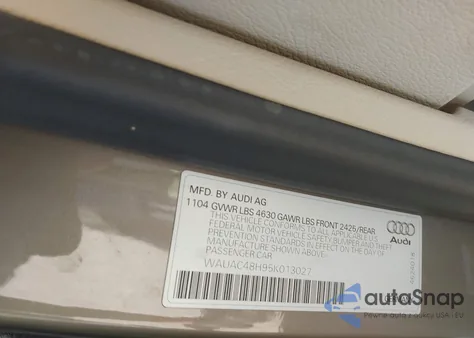 MFD. BY AUDI AG
1104 GVWR LBS 4630 GAWR LBS FRONT 2425/REAR
THIS VEHICLE CONFORMS TO ALL APPLICABLE
FEDERAL MOTOR VEHICLE SAFETY, BUMPER AND THEFT
PREVENTION STANDARDS IN EFFECT ON THE DAY OF
MANUFACTURE SHOWN ABOVE.
PASSENGER CAR
Audi
autoSnap